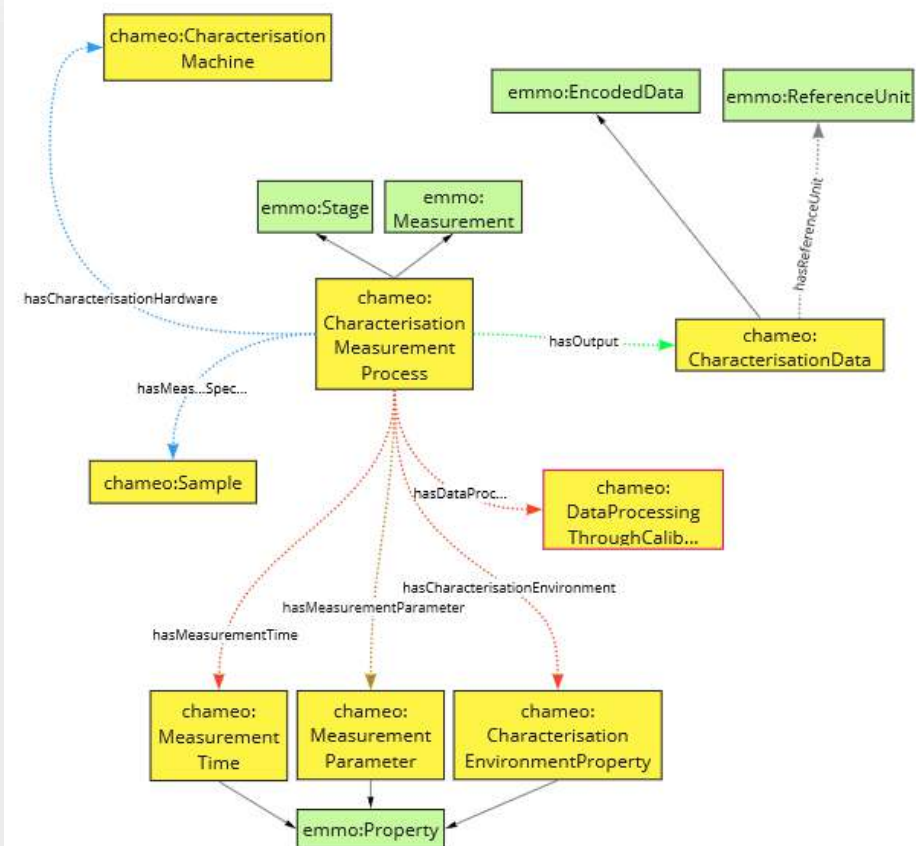 chameo:Characterisation
Machine
emmo:EncodedData
emmo:ReferenceUnit
emmo:Stage
emmo:
Measurement
hasReferenceUnit
hasCharacterisationHardware
chameo:
Characterisation
Measurement
Process
hasOutput
chameo:
CharacterisationData
hasMeas...Spec...
chameo:Sample
hasDataProc...
chameo:
DataProcessing
ThroughCalib...
hasCharacterisationEnvironment
hasMeasurementParameter
hasMeasurementTime
chameo:
Measurement
Time
chameo:
Measurement
Parameter
chameo:
Characterisation
EnvironmentProperty
emmo:Property